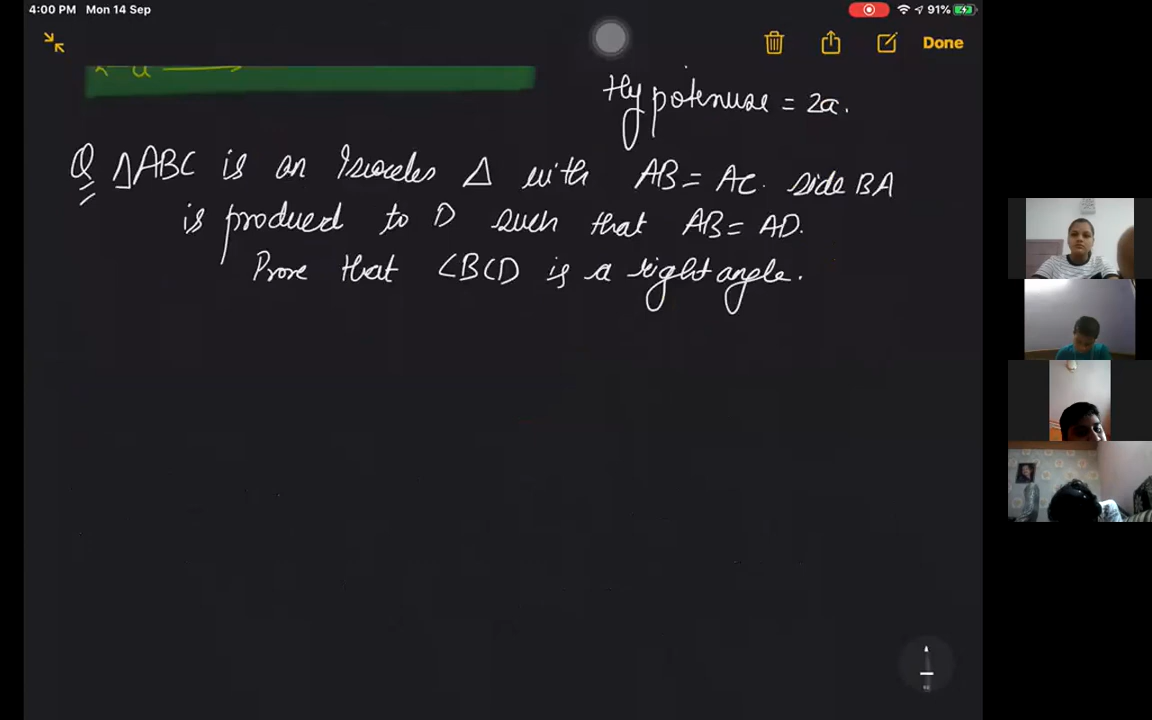 4:00 PM Mon 14 Sep
91%
Done
Hypotenuse = 2a.
Q ΔABC is an Isosceles Δ with AB = AC. side BA
is produced to D such that AB = AD.
Prove that ∠BCD is a right angle.